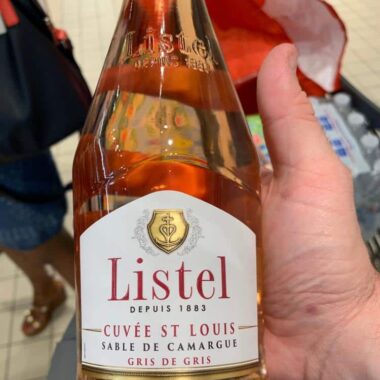 Listel
DEPUIS 1883
Listel
DEPUIS 1883
CUVÉE ST LOUIS
SABLE DE CAMARGUE
GRIS DE GRIS